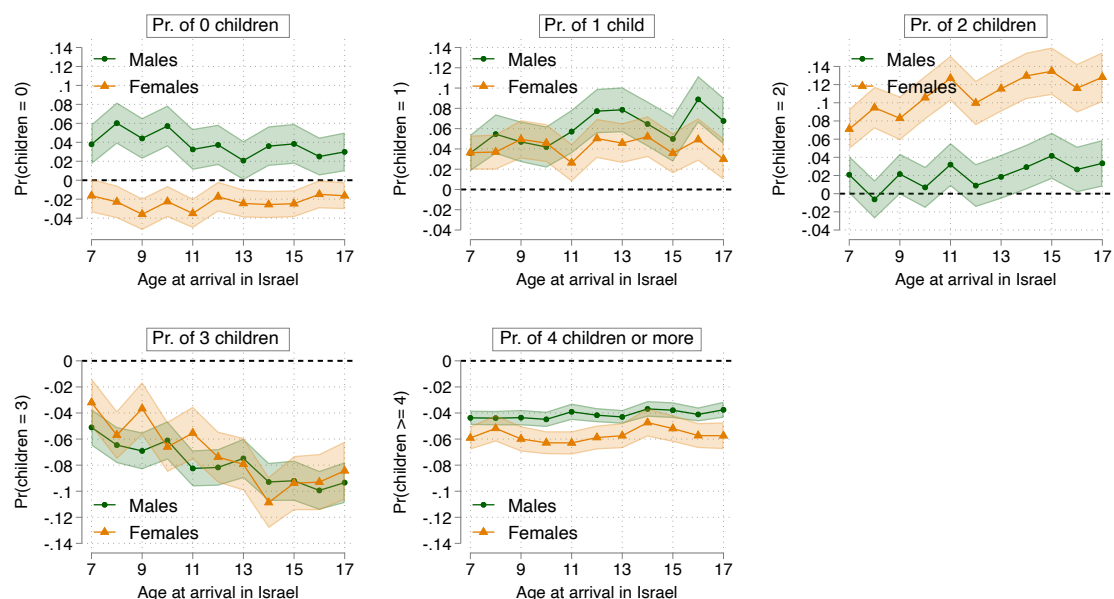 Pr. of 0 children
Pr(children = 0)
.14
.12
.1
.08
.06
.04
.02
0
-.02
-.04
Males
Females
7 9 11 13 15 17
Age at arrival in Israel
Pr. of 1 child
Pr(children = 1)
.14
.12
.1
.08
.06
.04
.02
0
-.02
-.04
Males
Females
7 9 11 13 15 17
Age at arrival in Israel
Pr. of 2 children
Pr(children = 2)
.14
.12
.1
.08
.06
.04
.02
0
-.02
-.04
Males
Females
7 9 11 13 15 17
Age at arrival in Israel
Pr. of 3 children
Pr(children = 3)
0
-.02
-.04
-.06
-.08
-.1
-.12
-.14
Males
Females
7 9 11 13 15 17
Age at arrival in Israel
Pr. of 4 children or more
Pr(children >= 4)
0
-.02
-.04
-.06
-.08
-.1
-.12
-.14
Males
Females
7 9 11 13 15 17
Age at arrival in Israel